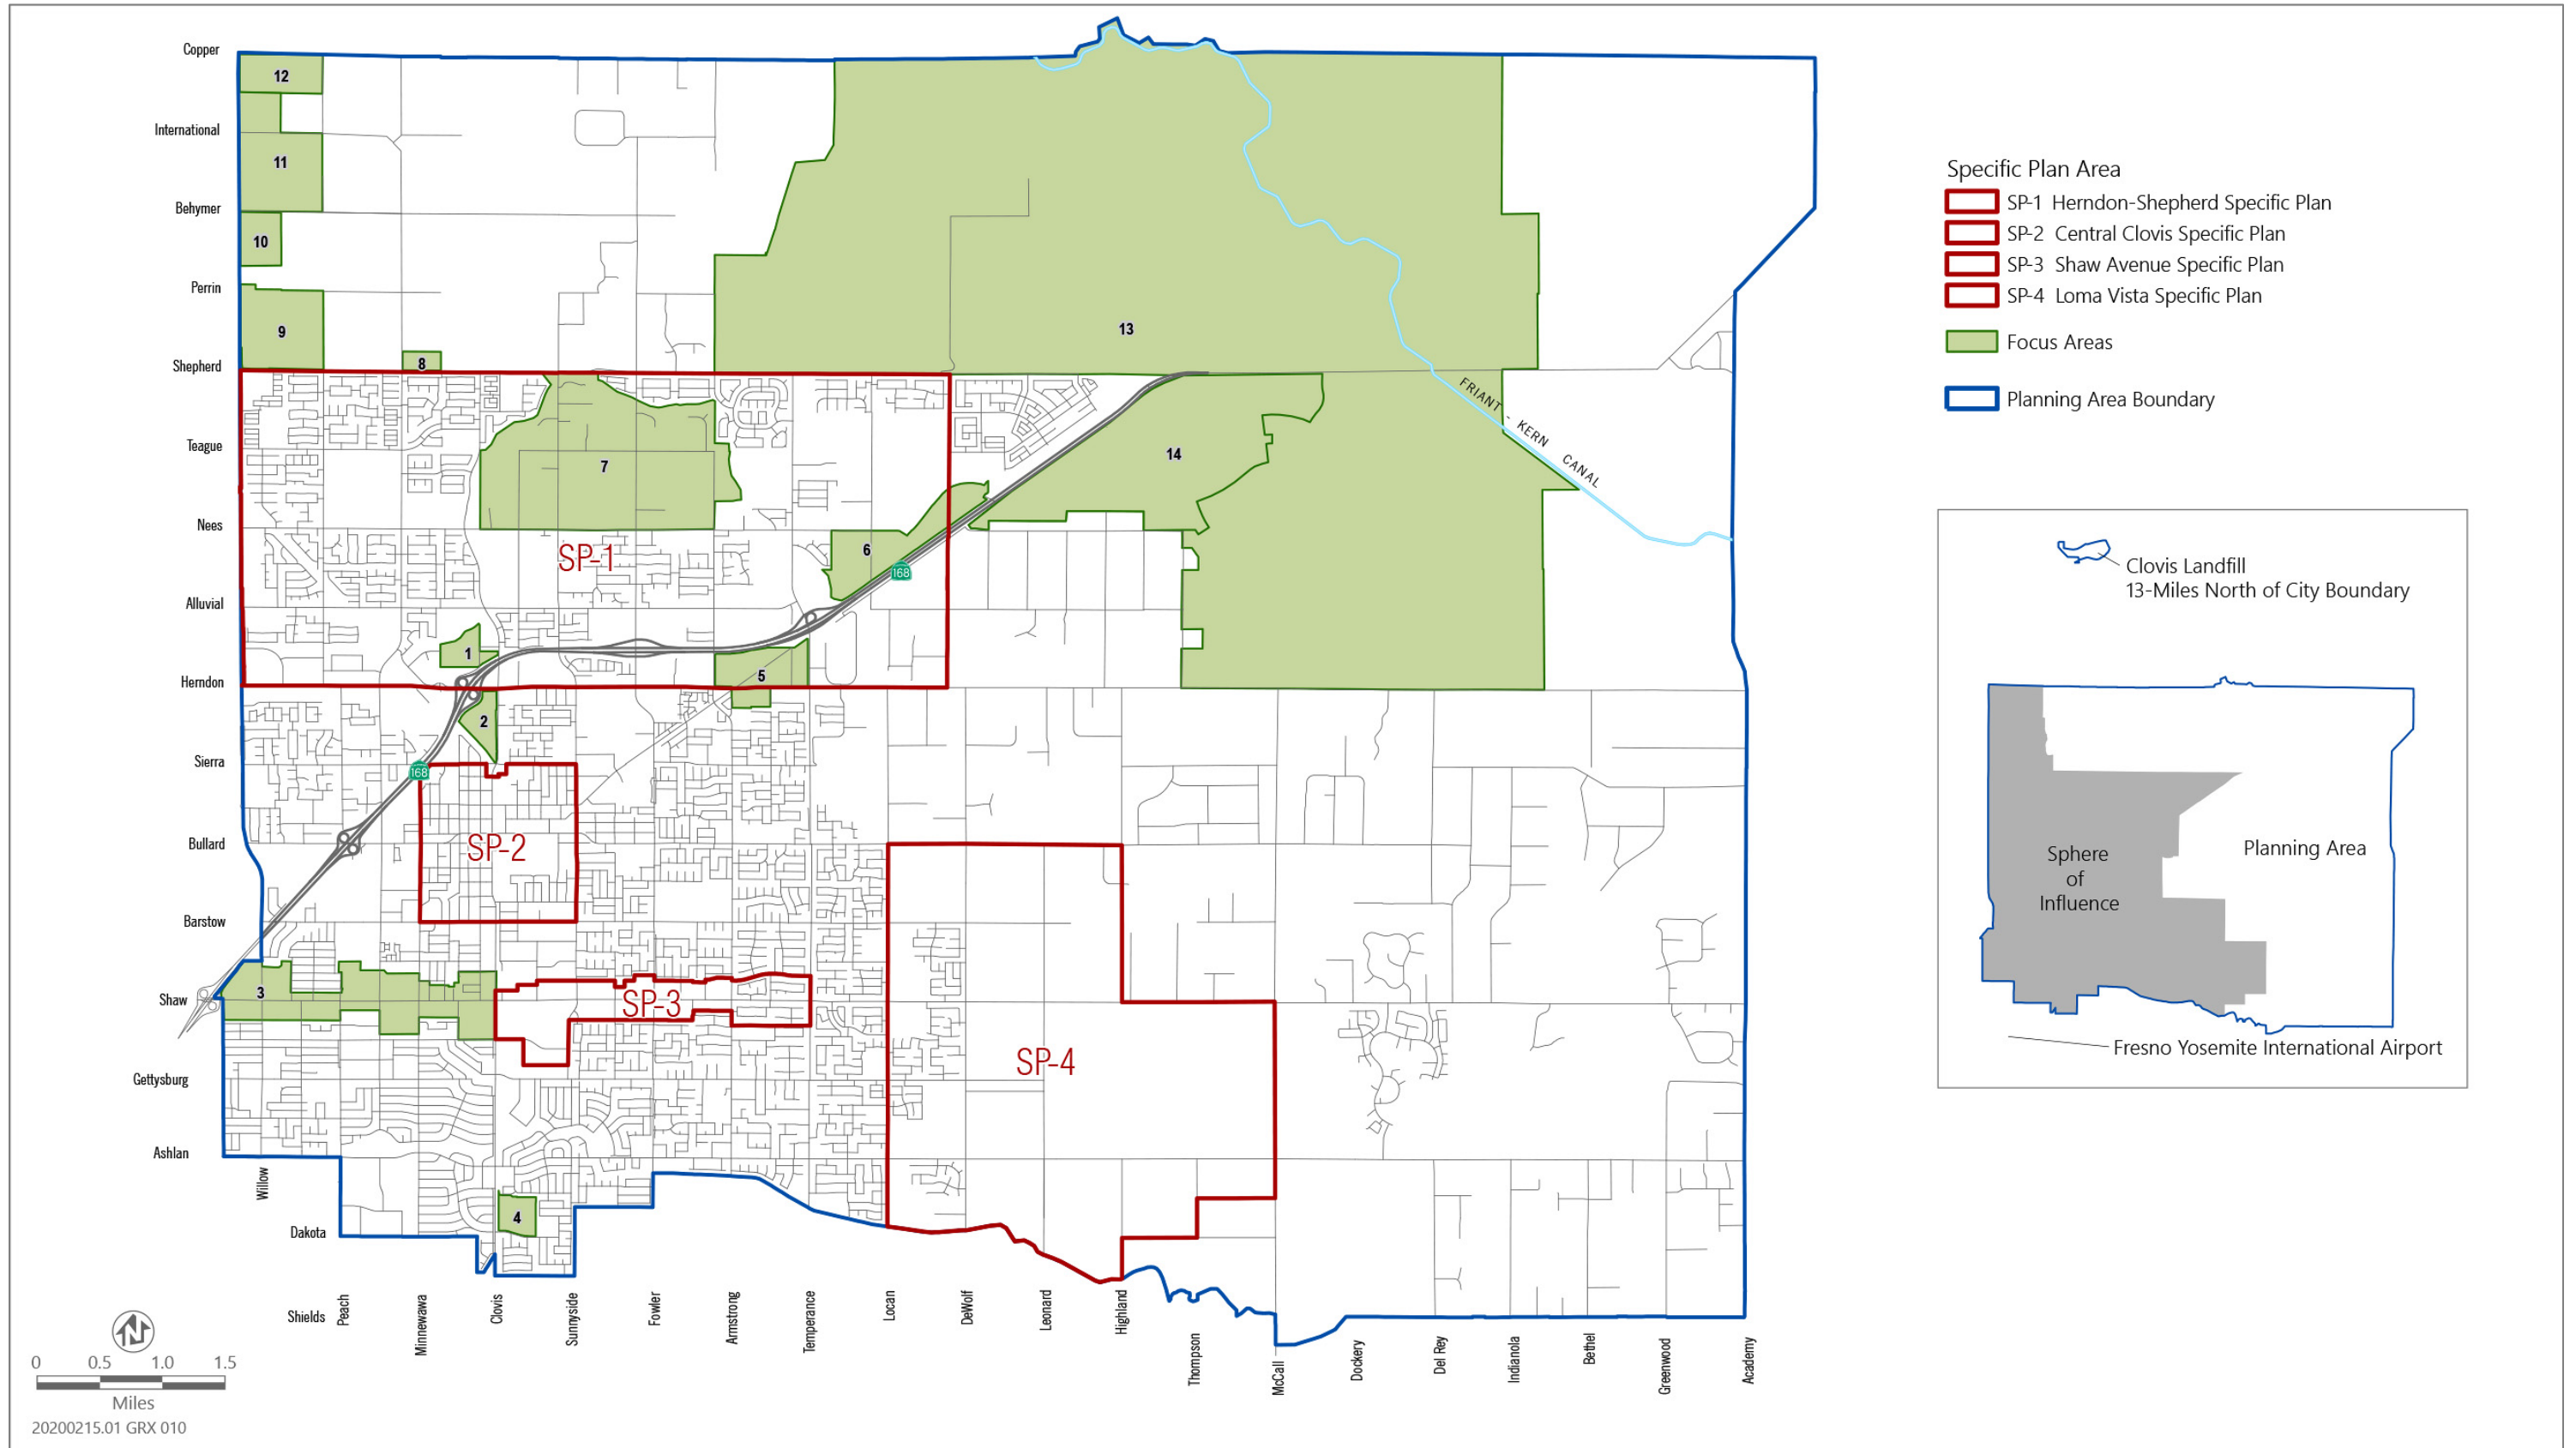 Copper
12
International
11
Behymer
10
Perrin
9
13
Shepherd
8
Teague
7
14
FRIANT - KERN CANAL
Nees
SP-1
6
168
Alluvial
1
5
Herndon
2
Sierra
168
Bullard
SP-2
Barstow
Shaw
3
SP-3
SP-4
Gettysburg
Ashlan
Willow
4
Dakota
Shields
Peach
Minnewawa
Clovis
Sunnyside
Fowler
Armstrong
Temperance
Locan
DeWolf
Leonard
Highland
Thompson
McCall
Dockery
Del Rey
Indianola
Bethel
Greenwood
Academy
N
0 0.5 1.0 1.5
Miles
20200215.01 GRX 010
Specific Plan Area
SP-1 Herndon-Shepherd Specific Plan
SP-2 Central Clovis Specific Plan
SP-3 Shaw Avenue Specific Plan
SP-4 Loma Vista Specific Plan
Focus Areas
Planning Area Boundary
Clovis Landfill
13-Miles North of City Boundary
Sphere
of
Influence
Planning Area
Fresno Yosemite International Airport